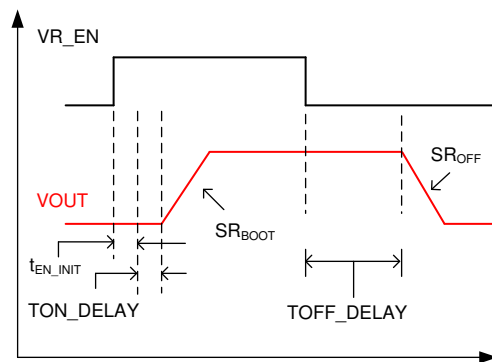 VR_EN
VOUT
SR_BOOT
SR_OFF
t_EN_INIT
TON_DELAY
TOFF_DELAY